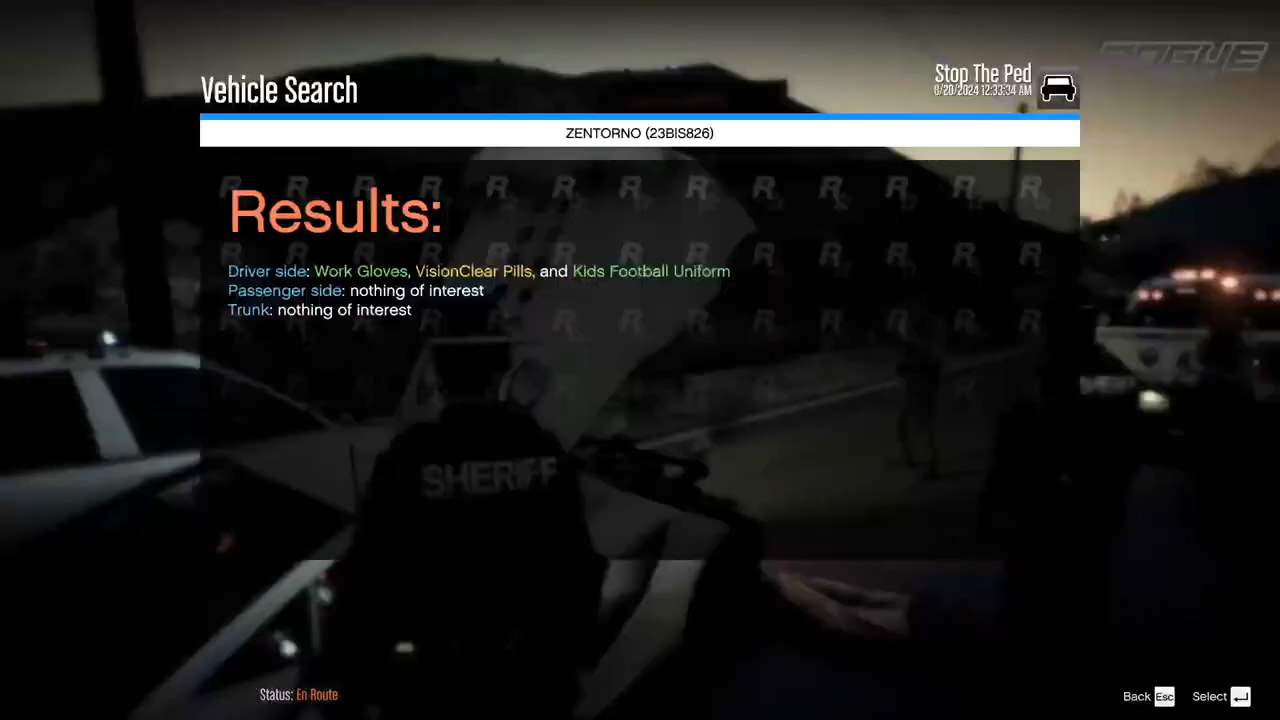 ROGUE
Vehicle Search
Stop The Ped
6/20/2024 12:33:34 AM
ZENTORNO (23BIS826)
Results:
Driver side: Work Gloves, VisionClear Pills, and Kids Football Uniform
Passenger side: nothing of interest
Trunk: nothing of interest
SHERIFF
Status: En Route
Back Esc
Select